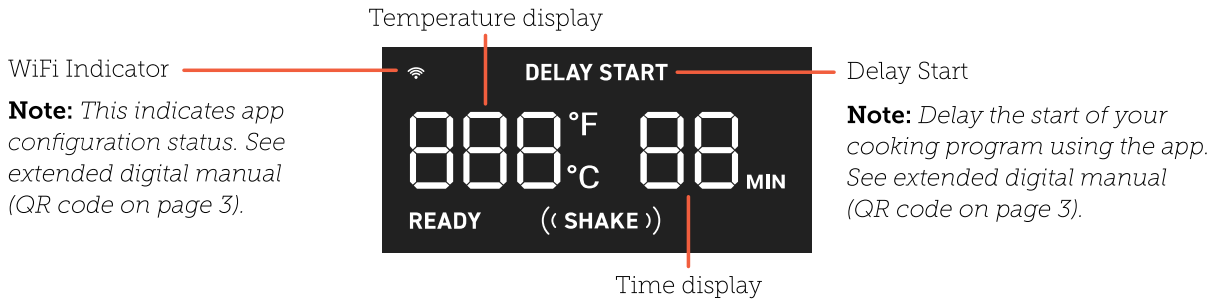 Temperature display
WiFi Indicator
Note: This indicates app
configuration status. See
extended digital manual
(QR code on page 3).
DELAY START
888 °F
°C
88 MIN
READY
(( SHAKE ))
Delay Start
Note: Delay the start of your
cooking program using the app.
See extended digital manual
(QR code on page 3).
Time display